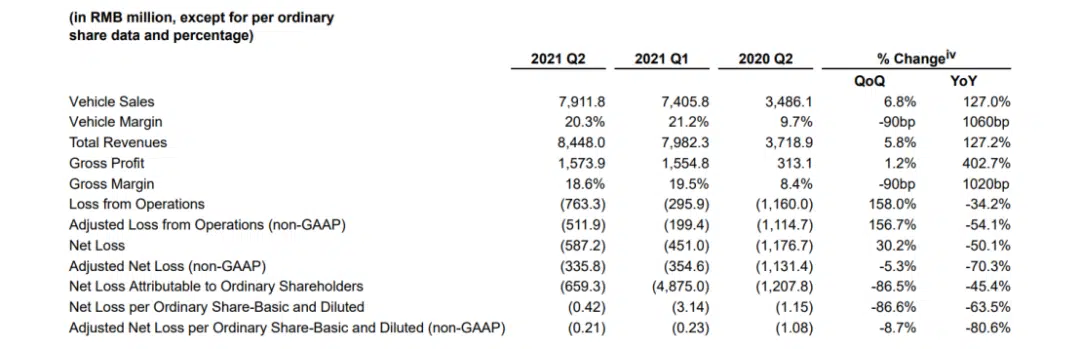 (in RMB million, except for per ordinary
share data and percentage)
2021 Q2 2021 Q1 2020 Q2 % Changeiv
QoQ YoY
Vehicle Sales 7,911.8 7,405.8 3,486.1 6.8% 127.0%
Vehicle Margin 20.3% 21.2% 9.7% -90bp 1060bp
Total Revenues 8,448.0 7,982.3 3,718.9 5.8% 127.2%
Gross Profit 1,573.9 1,554.8 313.1 1.2% 402.7%
Gross Margin 18.6% 19.5% 8.4% -90bp 1020bp
Loss from Operations (763.3) (295.9) (1,160.0) 158.0% -34.2%
Adjusted Loss from Operations (non-GAAP) (511.9) (199.4) (1,114.7) 156.7% -54.1%
Net Loss (587.2) (451.0) (1,176.7) 30.2% -50.1%
Adjusted Net Loss (non-GAAP) (335.8) (354.6) (1,131.4) -5.3% -70.3%
Net Loss Attributable to Ordinary Shareholders (659.3) (4,875.0) (1,207.8) -86.5% -45.4%
Net Loss per Ordinary Share-Basic and Diluted (0.42) (3.14) (1.15) -86.6% -63.5%
Adjusted Net Loss per Ordinary Share-Basic and Diluted (non-GAAP) (0.21) (0.23) (1.08) -8.7% -80.6%